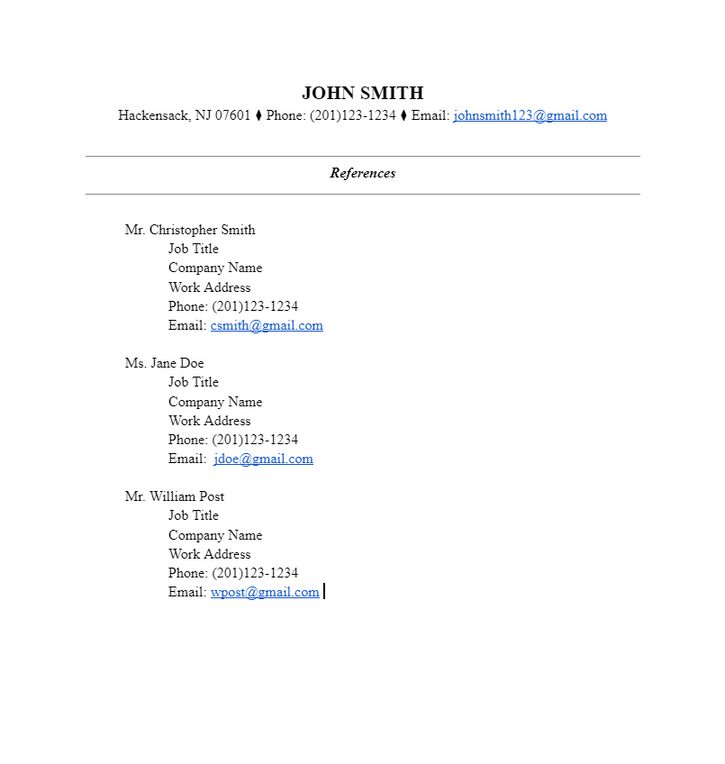 JOHN SMITH
Hackensack, NJ 07601 ♦ Phone: (201)123-1234 ♦ Email: johnsmith123@gmail.com
References
Mr. Christopher Smith
Job Title
Company Name
Work Address
Phone: (201)123-1234
Email: csmith@gmail.com
Ms. Jane Doe
Job Title
Company Name
Work Address
Phone: (201)123-1234
Email:  jdoe@gmail.com
Mr. William Post
Job Title
Company Name
Work Address
Phone: (201)123-1234
Email: wpost@gmail.com